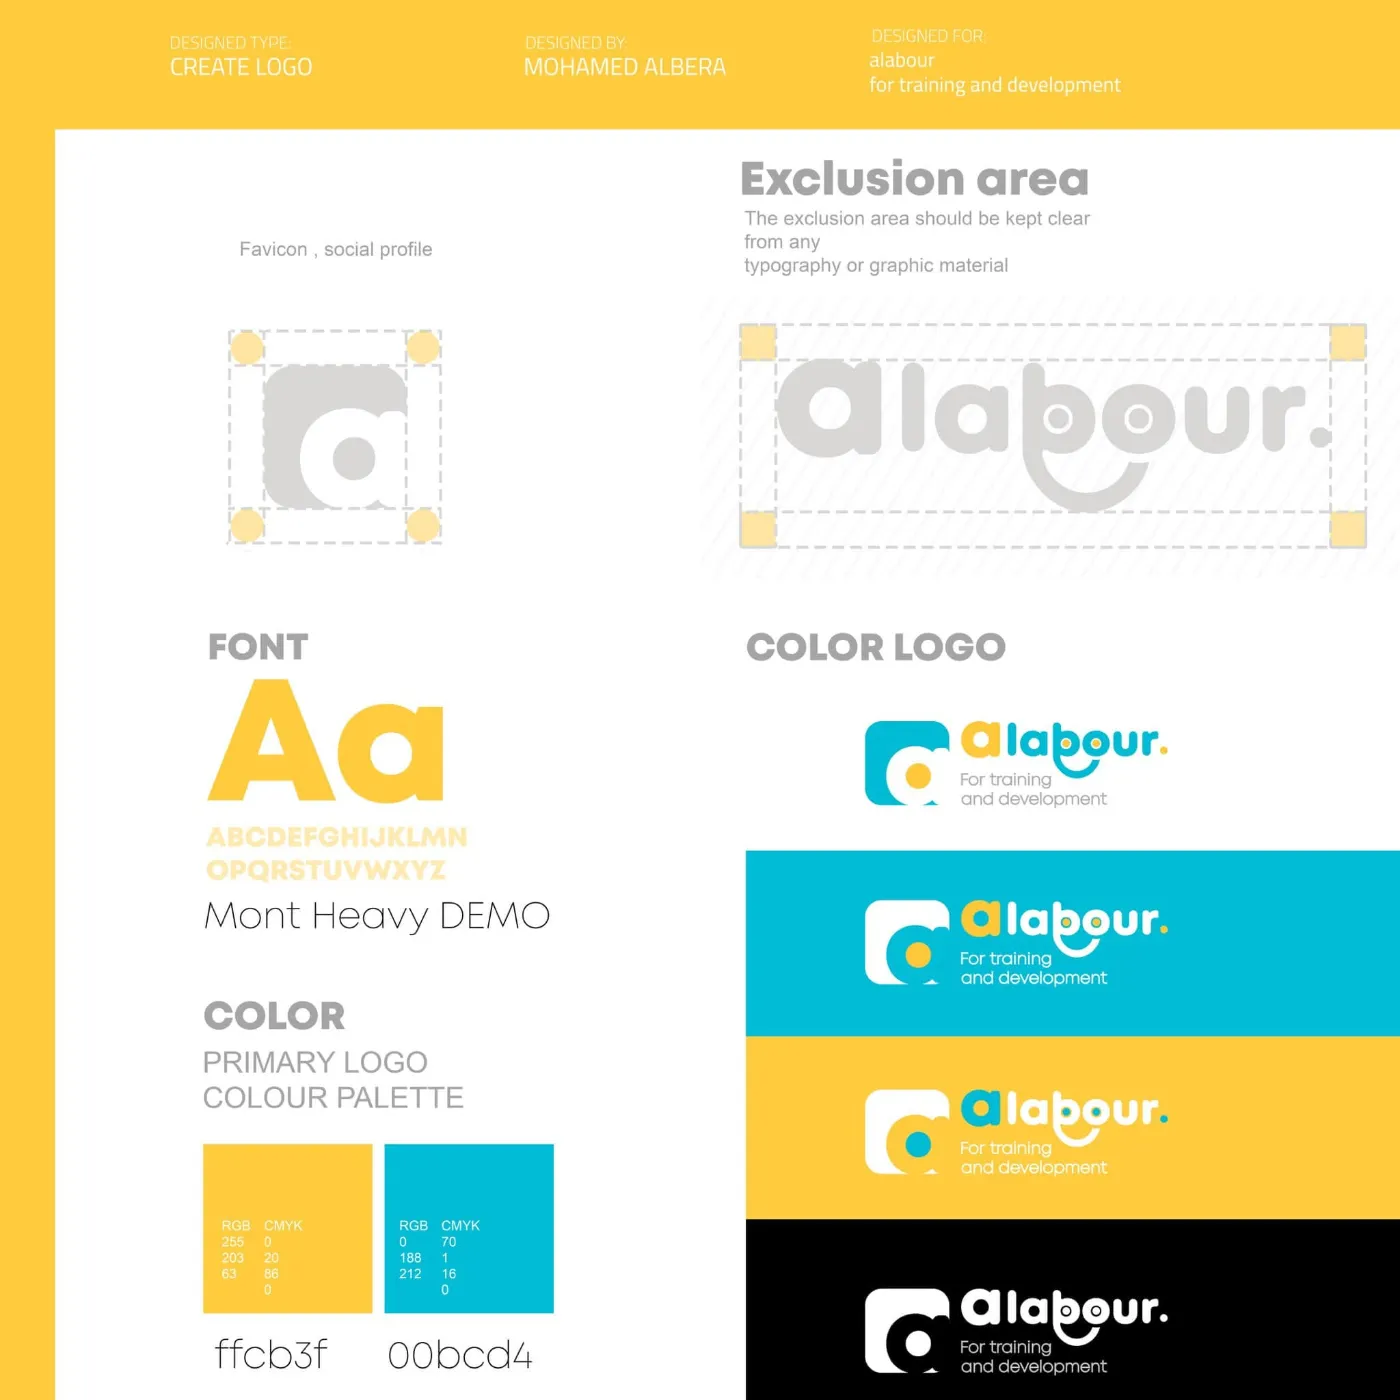 DESIGNED TYPE:
CREATE LOGO
DESIGNED BY:
MOHAMED ALBERA
DESIGNED FOR:
alabour
for training and development
Favicon , social profile
Exclusion area
The exclusion area should be kept clear
from any
typography or graphic material
a
alabour.
FONT
Aa
ABCDEFGHIJKLMN
OPQRSTUVWXYZ
Mont Heavy DEMO
COLOR
PRIMARY LOGO
COLOUR PALETTE
RGB CMYK
255 0
203 20
63 86
0
ffcb3f
RGB CMYK
0 70
188 1
212 16
0
00bcd4
COLOR LOGO
a alabour.
For training
and development
a alabour.
For training
and development
a alabour.
For training
and development
a alabour.
For training
and development